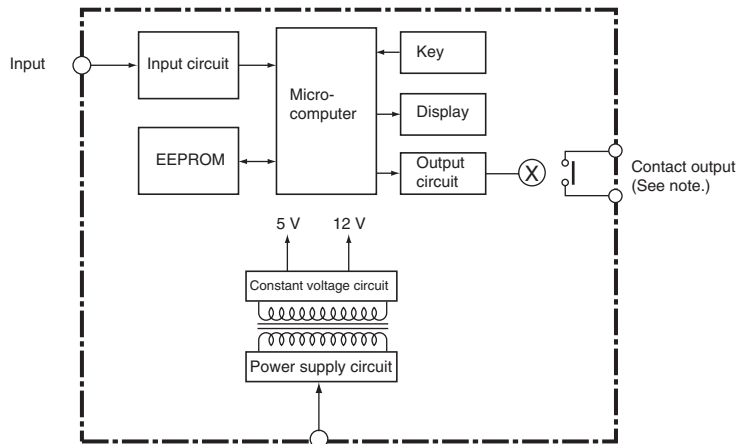 Input
Input circuit
Micro-
computer
Key
Display
EEPROM
Output
circuit
X
Contact output
(See note.)
5 V
12 V
Constant voltage circuit
Power supply circuit